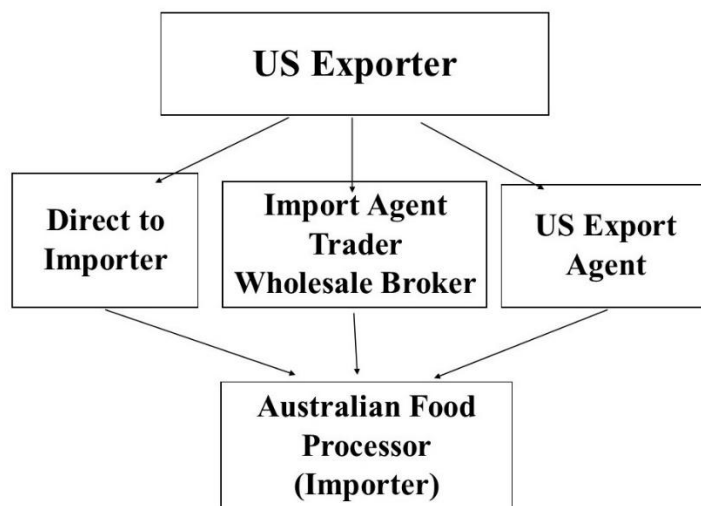 US Exporter
Direct to
Importer
Import Agent
Trader
Wholesale Broker
US Export
Agent
Australian Food
Processor
(Importer)